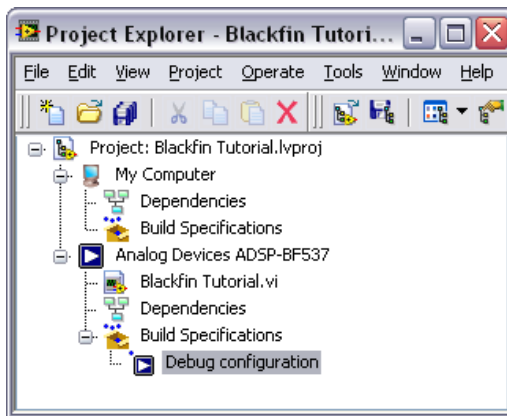 Project Explorer - Blackfin Tutori...
File Edit View Project Operate Tools Window Help
Project: Blackfin Tutorial.lvproj
My Computer
Dependencies
Build Specifications
Analog Devices ADSP-BF537
Blackfin Tutorial.vi
Dependencies
Build Specifications
Debug configuration